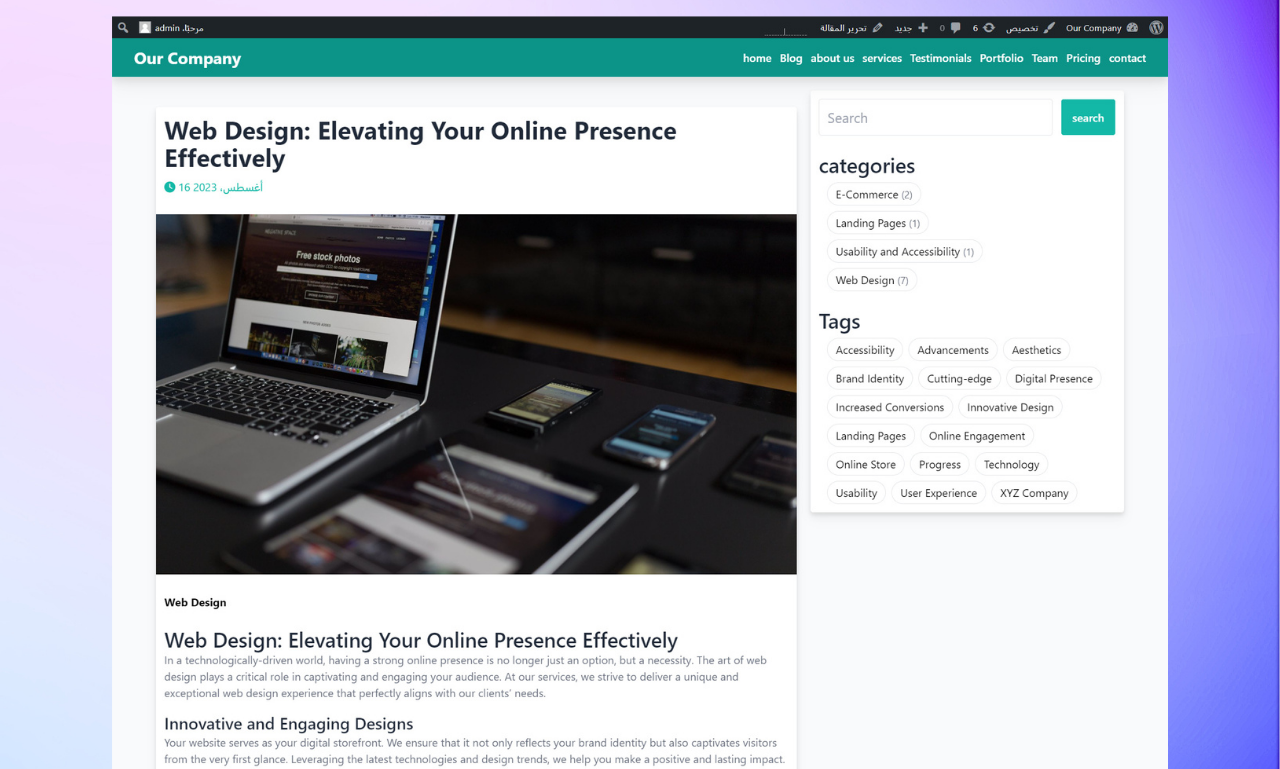 مرحبًا، admin
تحرير المقالة
جديد
0
6
تخصيص
Our Company
Our Company
home Blog about us services Testimonials Portfolio Team Pricing contact
Web Design: Elevating Your Online Presence
Effectively
16 أغسطس، 2023
Free stock photos
Search
search
categories
E-Commerce (2)
Landing Pages (1)
Usability and Accessibility (1)
Web Design (7)
Tags
Accessibility Advancements Aesthetics
Brand Identity Cutting-edge Digital Presence
Increased Conversions Innovative Design
Landing Pages Online Engagement
Online Store Progress Technology
Usability User Experience XYZ Company
Web Design
Web Design: Elevating Your Online Presence Effectively
In a technologically-driven world, having a strong online presence is no longer just an option, but a necessity. The art of web
design plays a critical role in captivating and engaging your audience. At our services, we strive to deliver a unique and
exceptional web design experience that perfectly aligns with our clients’ needs.
Innovative and Engaging Designs
Your website serves as your digital storefront. We ensure that it not only reflects your brand identity but also captivates visitors
from the very first glance. Leveraging the latest technologies and design trends, we help you make a positive and lasting impact.